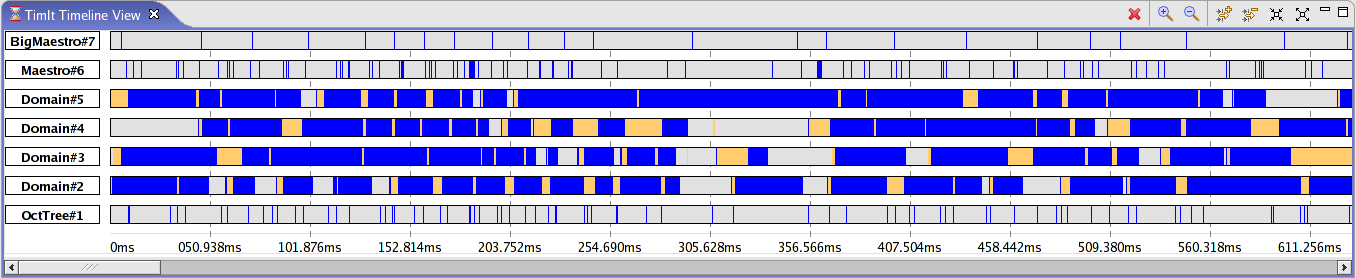 TimIt Timeline View
BigMaestro#7
Maestro#6
Domain#5
Domain#4
Domain#3
Domain#2
OctTree#1
0ms 050.938ms 101.876ms 152.814ms 203.752ms 254.690ms 305.628ms 356.566ms 407.504ms 458.442ms 509.380ms 560.318ms 611.256ms